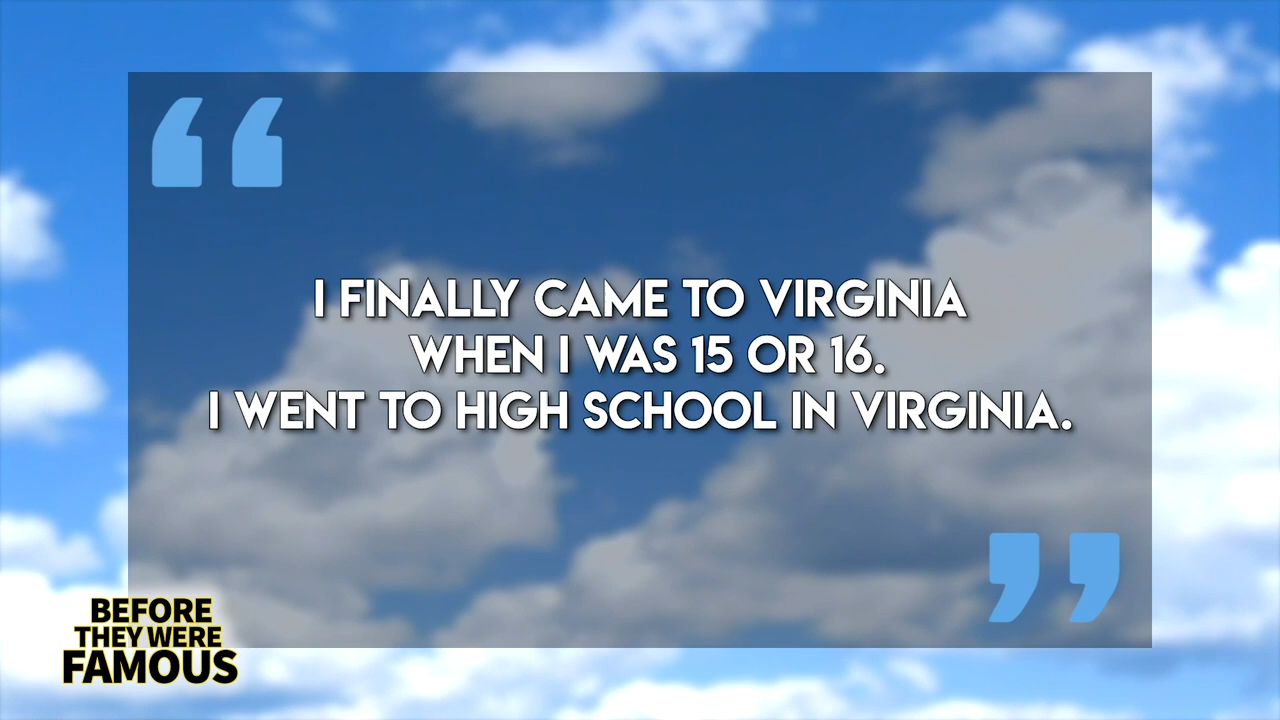 “
I FINALLY CAME TO VIRGINIA
WHEN I WAS 15 OR 16.
I WENT TO HIGH SCHOOL IN VIRGINIA.
”
BEFORE
THEY WERE
FAMOUS